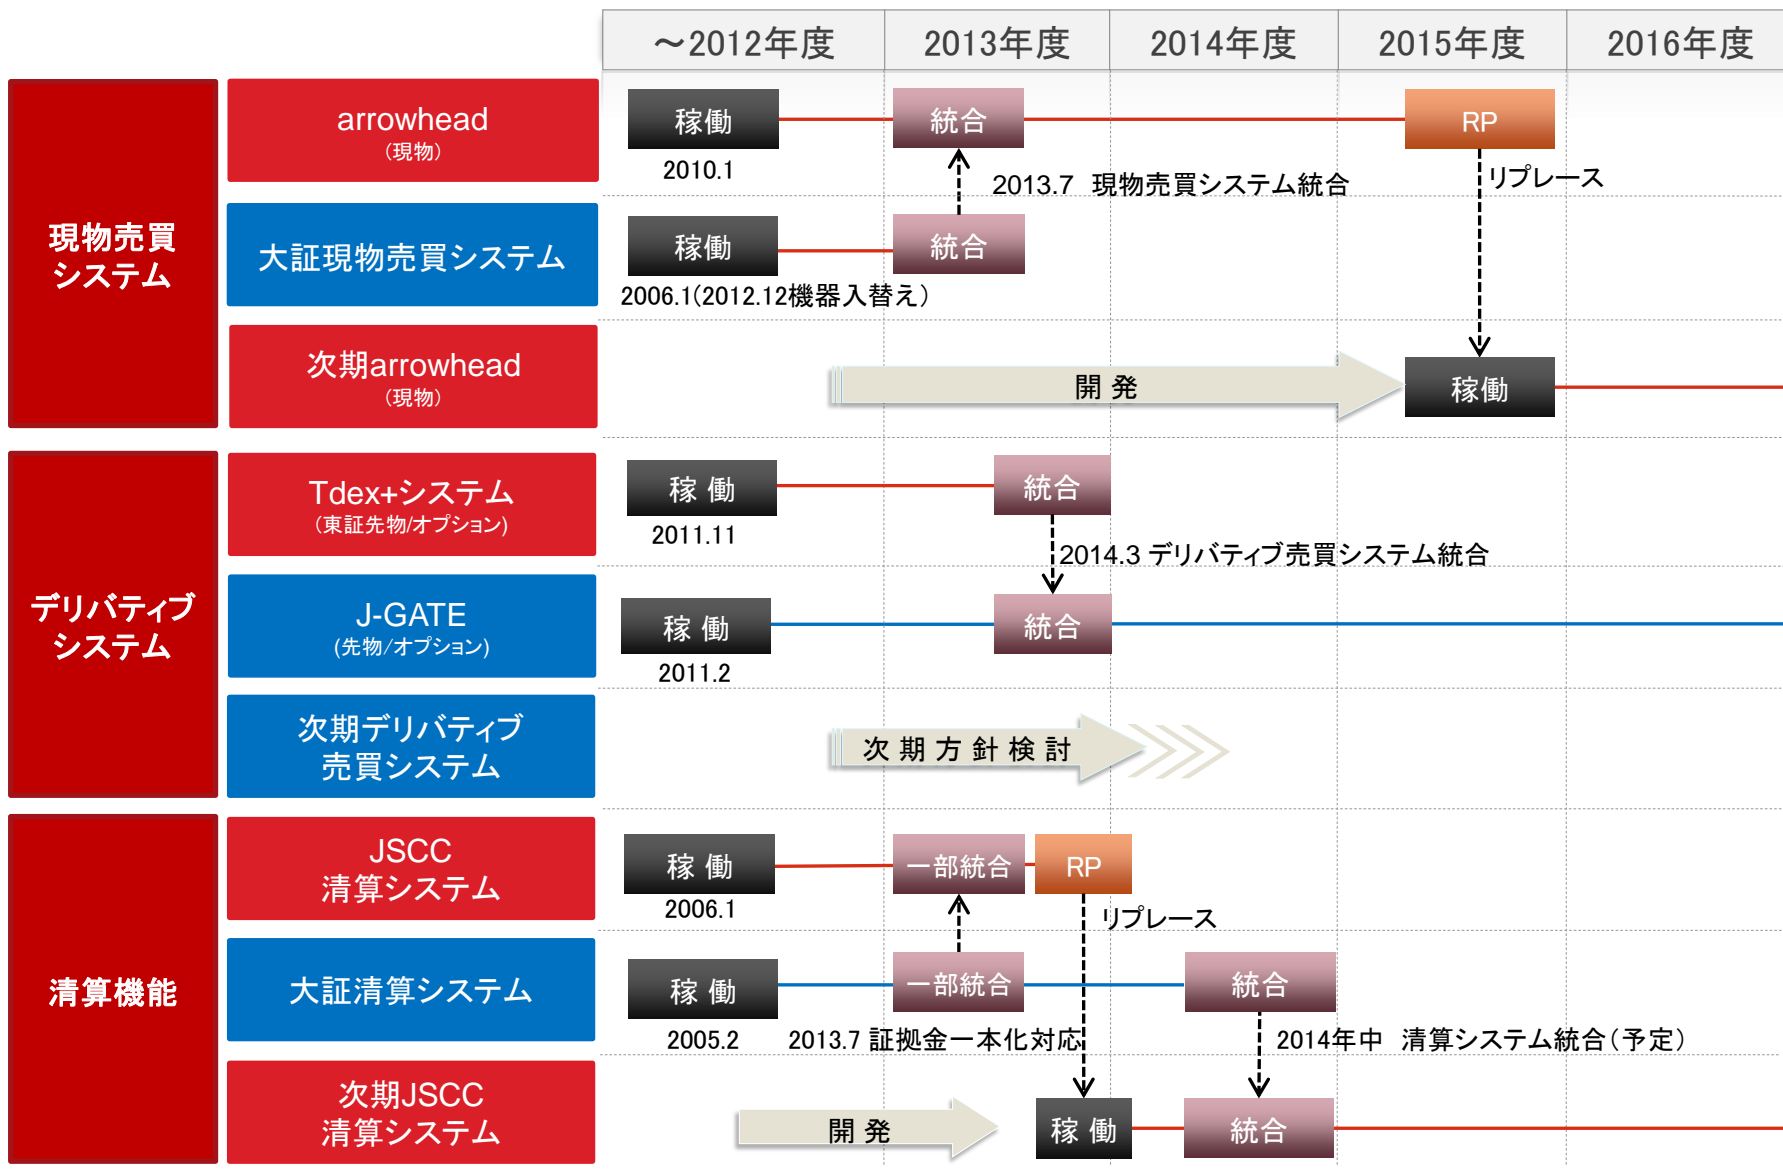 ～2012年度
2013年度
2014年度
2015年度
2016年度
現物売買
システム
arrowhead
（現物）
稼働
2010.1
統合
2013.7 現物売買システム統合
RP
リプレース
大証現物売買システム
稼働
2006.1(2012.12機器入替え）
統合
次期arrowhead
（現物）
開 発
稼働
デリバティブ
システム
Tdex+システム
（東証先物/オプション)
稼 働
2011.11
統合
2014.3 デリバティブ売買システム統合
J-GATE
(先物/オプション)
稼 働
2011.2
統合
次期デリバティブ
売買システム
次 期 方 針 検 討
清算機能
JSCC
清算システム
稼 働
2006.1
一部統合
RP
リプレース
大証清算システム
稼 働
2005.2
一部統合
2013.7 証拠金一本化対応
統合
2014年中 清算システム統合（予定）
次期JSCC
清算システム
開 発
稼 働
統合